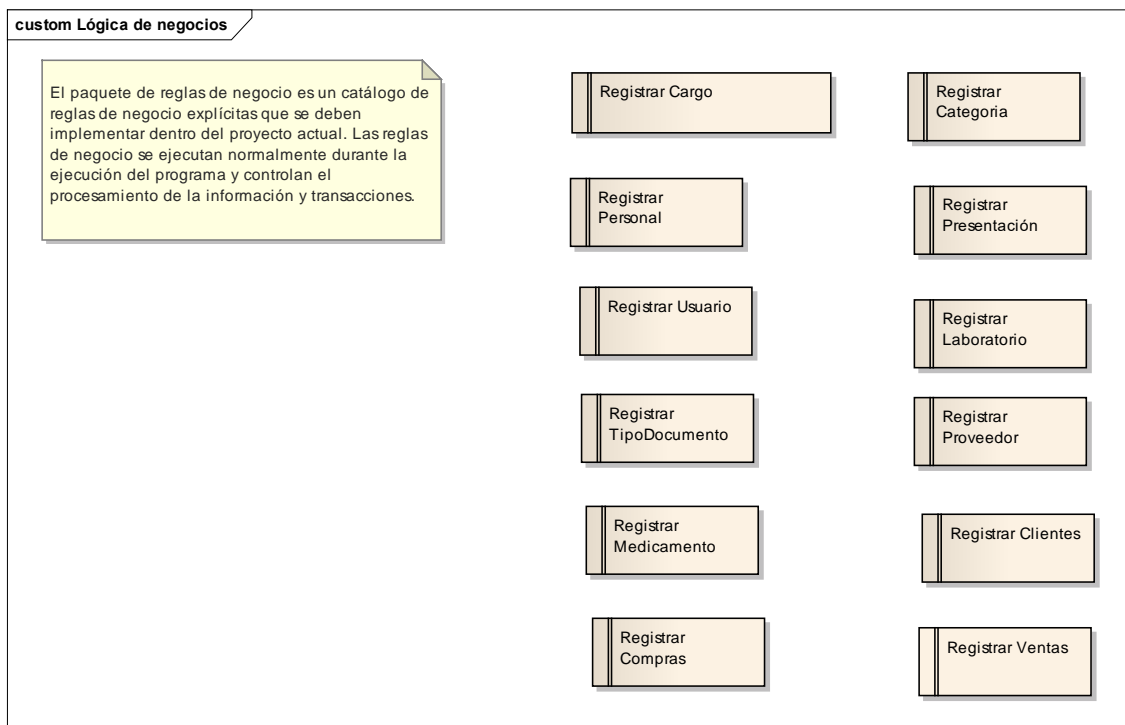 custom Lógica de negocios
El paquete de reglas de negocio es un catálogo de
reglas de negocio explícitas que se deben
implementar dentro del proyecto actual. Las reglas
de negocio se ejecutan normalmente durante la
ejecución del programa y controlan el
procesamiento de la información y transacciones.
Registrar Cargo
Registrar
Categoria
Registrar
Personal
Registrar
Presentación
Registrar Usuario
Registrar
Laboratorio
Registrar
TipoDocumento
Registrar
Proveedor
Registrar
Medicamento
Registrar Clientes
Registrar
Compras
Registrar Ventas